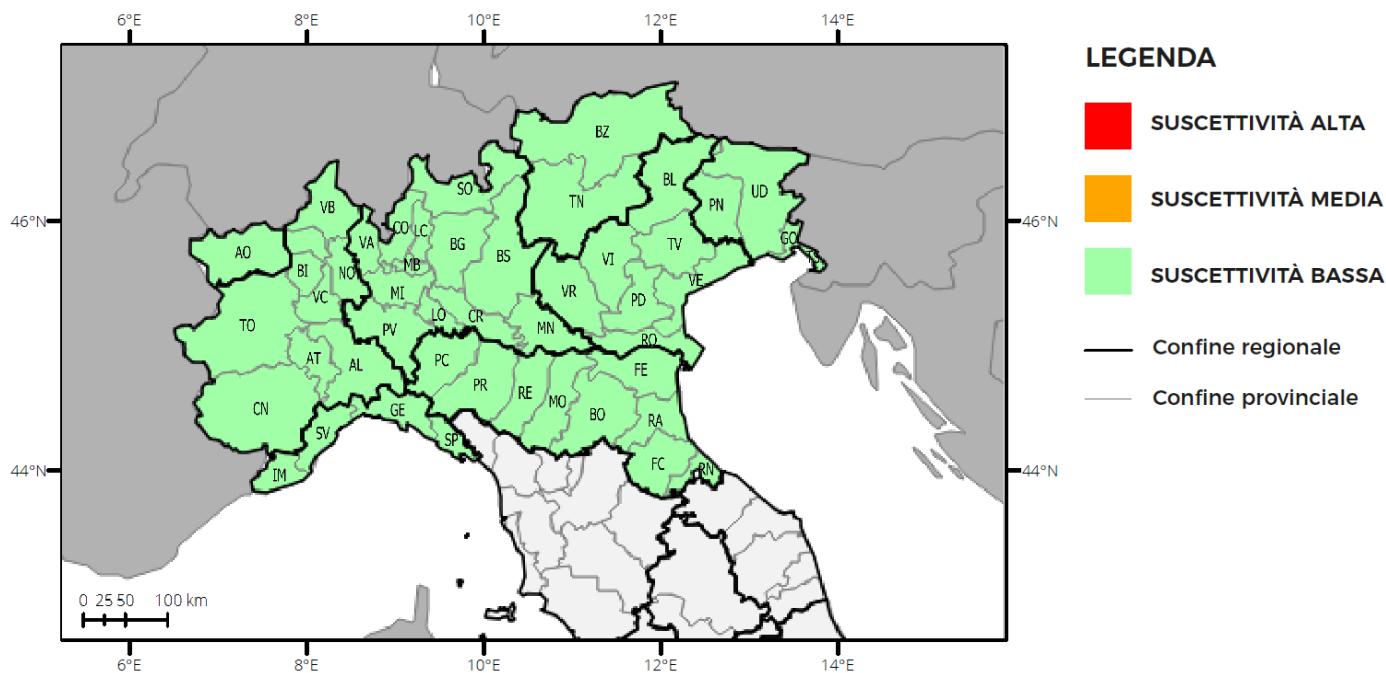 6°E 8°E 10°E 12°E 14°E
LEGENDA
SUSCETTIVITÀ ALTA
SUSCETTIVITÀ MEDIA
SUSCETTIVITÀ BASSA
Confine regionale
Confine provinciale
46°N
46°N
44°N
44°N
BZ
SO
BL
UD
TN
PN
VB
CO
LC
VA
BG
TV
GO
AO
BS
VI
BI
NO
MB
VE
VC
MI
VR
PD
TO
PV
LO
CR
MN
RO
AT
AL
PC
PR
RE
MO
FE
CN
GE
BO
RA
SV
SP
IM
FC
RN
0 25 50 100 km
6°E 8°E 10°E 12°E 14°E